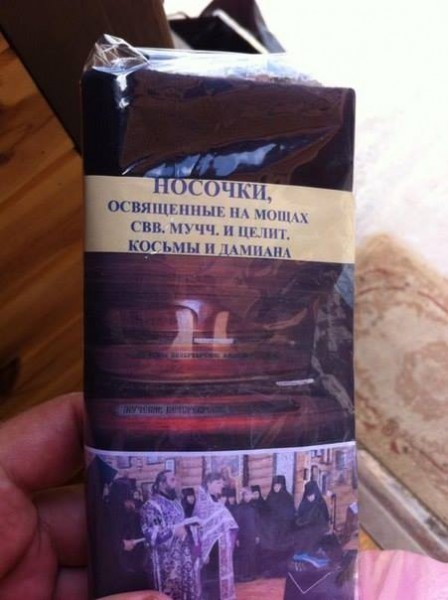 НОСОЧКИ,
ОСВЯЩЕННЫЕ НА МОЩАХ
СВВ. МУЧЧ. И ЦЕЛИТ.
КОСЬМЫ И ДАМИАНА